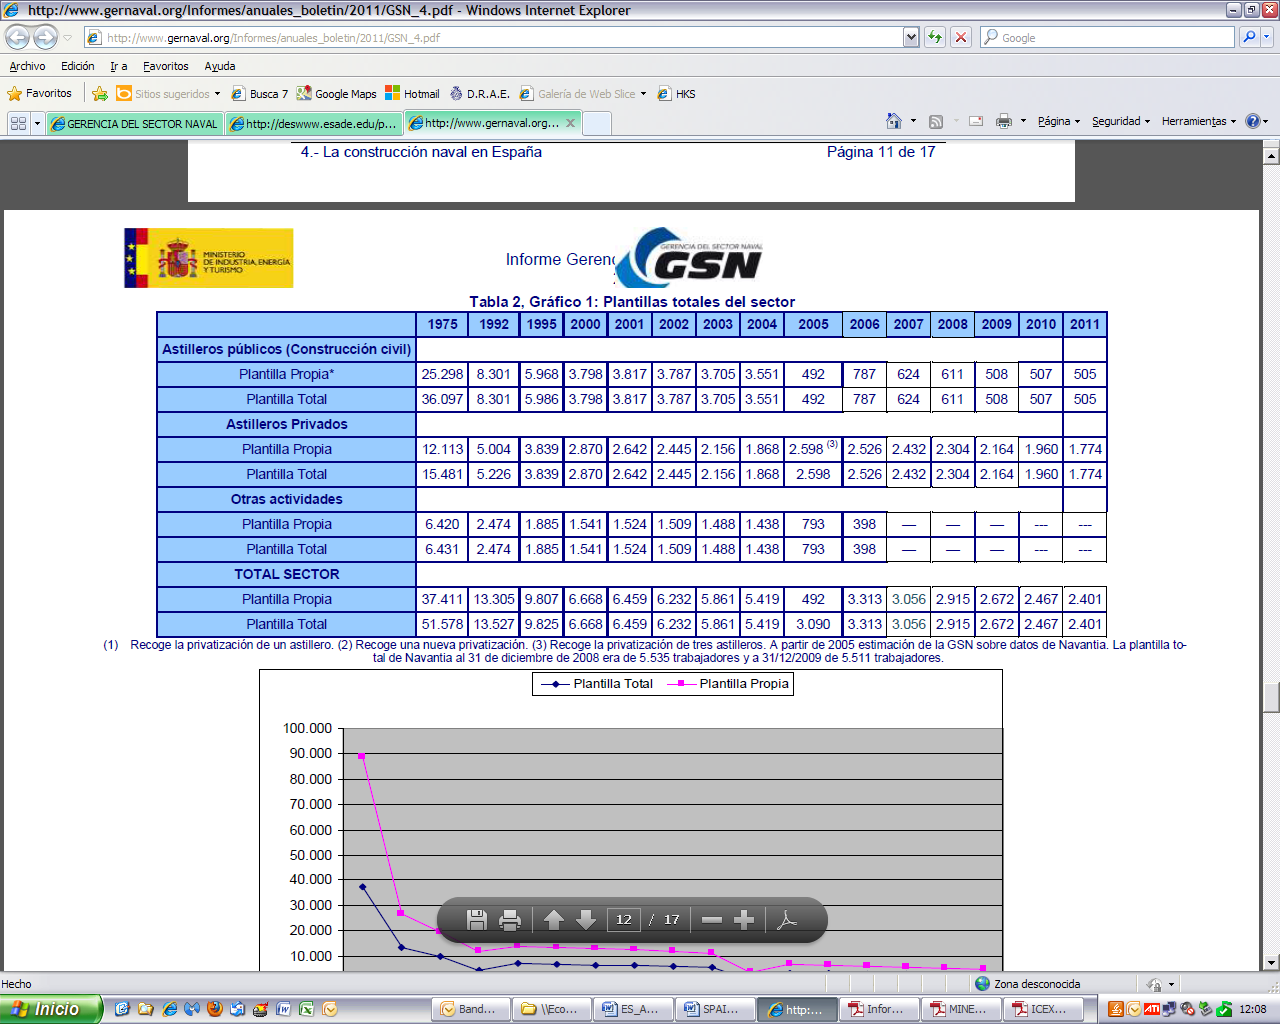 http://www.gernaval.org/Informes/anuales_boletin/2011/GSN_4.pdf - Windows Internet Explorer
http://www.gernaval.org/Informes/anuales_boletin/2011/GSN_4.pdf
Google
Archivo Edición Ir a Favoritos Ayuda
Favoritos Sitios sugeridos Busca 7 Google Maps Hotmail D.R.A.E. Galería de Web Slice HKS
GERENCIA DEL SECTOR NAVAL http://deswww.esade.edu/p... http://www.gernaval.org... Página Seguridad Herramientas
4.- La construcción naval en España Página 11 de 17
MINISTERIO
DE INDUSTRIA, ENERGÍA
Y TURISMO
Informe Gerenc
GERENCIA DEL SECTOR NAVAL
GSN
Tabla 2, Gráfico 1: Plantillas totales del sector
1975 1992 1995 2000 2001 2002 2003 2004 2005 2006 2007 2008 2009 2010 2011
Astilleros públicos (Construcción civil)
Plantilla Propia* 25.298 8.301 5.968 3.798 3.817 3.787 3.705 3.551 492 787 624 611 508 507 505
Plantilla Total 36.097 8.301 5.986 3.798 3.817 3.787 3.705 3.551 492 787 624 611 508 507 505
Astilleros Privados
Plantilla Propia 12.113 5.004 3.839 2.870 2.642 2.445 2.156 1.868 2.598 (3) 2.526 2.432 2.304 2.164 1.960 1.774
Plantilla Total 15.481 5.226 3.839 2.870 2.642 2.445 2.156 1.868 2.598 2.526 2.432 2.304 2.164 1.960 1.774
Otras actividades
Plantilla Propia 6.420 2.474 1.885 1.541 1.524 1.509 1.488 1.438 793 398 — — — --- ---
Plantilla Total 6.431 2.474 1.885 1.541 1.524 1.509 1.488 1.438 793 398 — — — --- ---
TOTAL SECTOR
Plantilla Propia 37.411 13.305 9.807 6.668 6.459 6.232 5.861 5.419 492 3.313 3.056 2.915 2.672 2.467 2.401
Plantilla Total 51.578 13.527 9.825 6.668 6.459 6.232 5.861 5.419 3.090 3.313 3.056 2.915 2.672 2.467 2.401
(1) Recoge la privatización de un astillero. (2) Recoge una nueva privatización. (3) Recoge la privatización de tres astilleros. A partir de 2005 estimación de la GSN sobre datos de Navantia. La plantilla to-
tal de Navantia al 31 de diciembre de 2008 era de 5.535 trabajadores y a 31/12/2009 de 5.511 trabajadores.
Plantilla Total Plantilla Propia
100.000
90.000
80.000
70.000
60.000
50.000
40.000
30.000
20.000
10.000
12 / 17
Hecho Zona desconocida
Inicio Band... \\Eco... ES_A... SPAI... http:... Infor... MINE... ICEX... 12:08